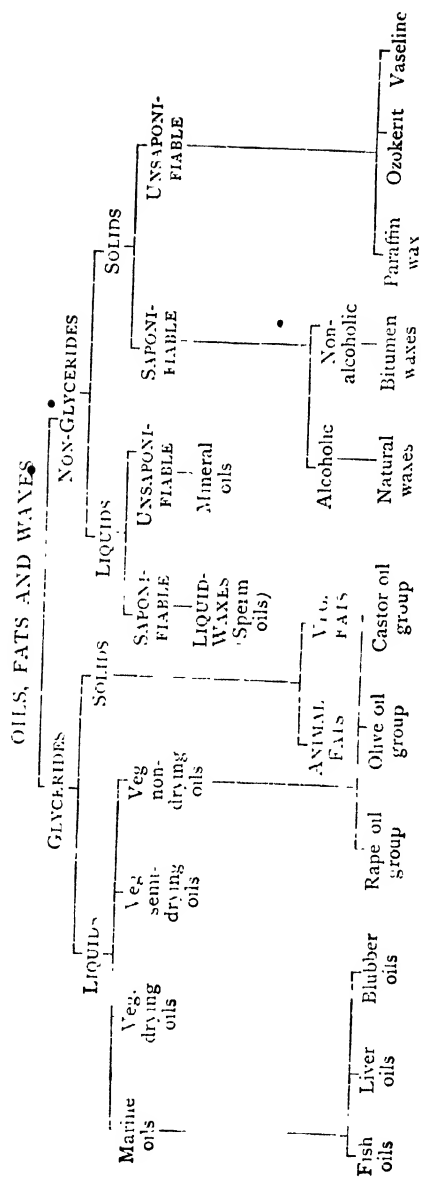 OILS, FATS AND WAXES
GLYCERIDES
NON-GLYCERIDES
LIQUIDS
SOLIDS
LIQUIDS
SOLIDS
Marine
oils
Veg.
drying
oils
Veg
semi-
drying
oils
Veg
non-
drying
oils
SAPONI-
FIABLE
UNSAPONI-
FIABLE
SAPONI-
FIABLE
UNSAPONI-
FIABLE
LIQUID-
WAXES
(Sperm
oils)
Mineral
oils
ANIMAL
FATS
VEG.
FATS
Alcoholic
Non-
alcoholic
Fish
oils
Liver
oils
Blubber
oils
Rape oil
group
Olive oil
group
Castor oil
group
Natural
waxes
Bitumen
waxes
Paraffin
wax
Ozokerit
Vaseline